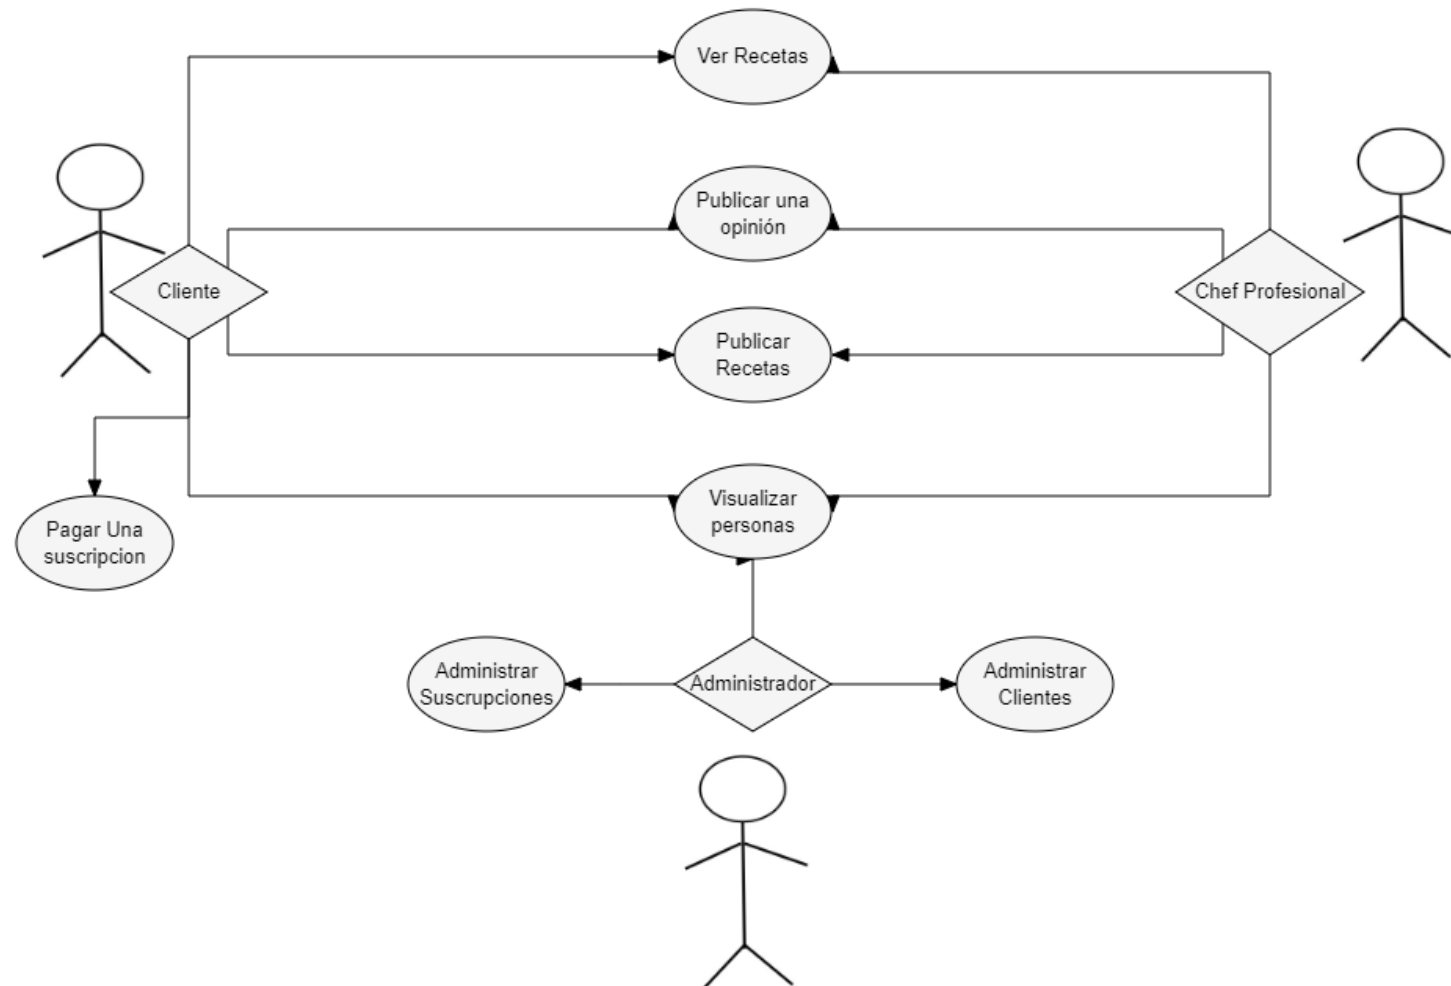 Ver Recetas
Publicar una
opinión
Cliente
Chef Profesional
Publicar
Recetas
Visualizar
personas
Pagar Una
suscripcion
Administrar
Suscrupciones
Administrador
Administrar
Clientes